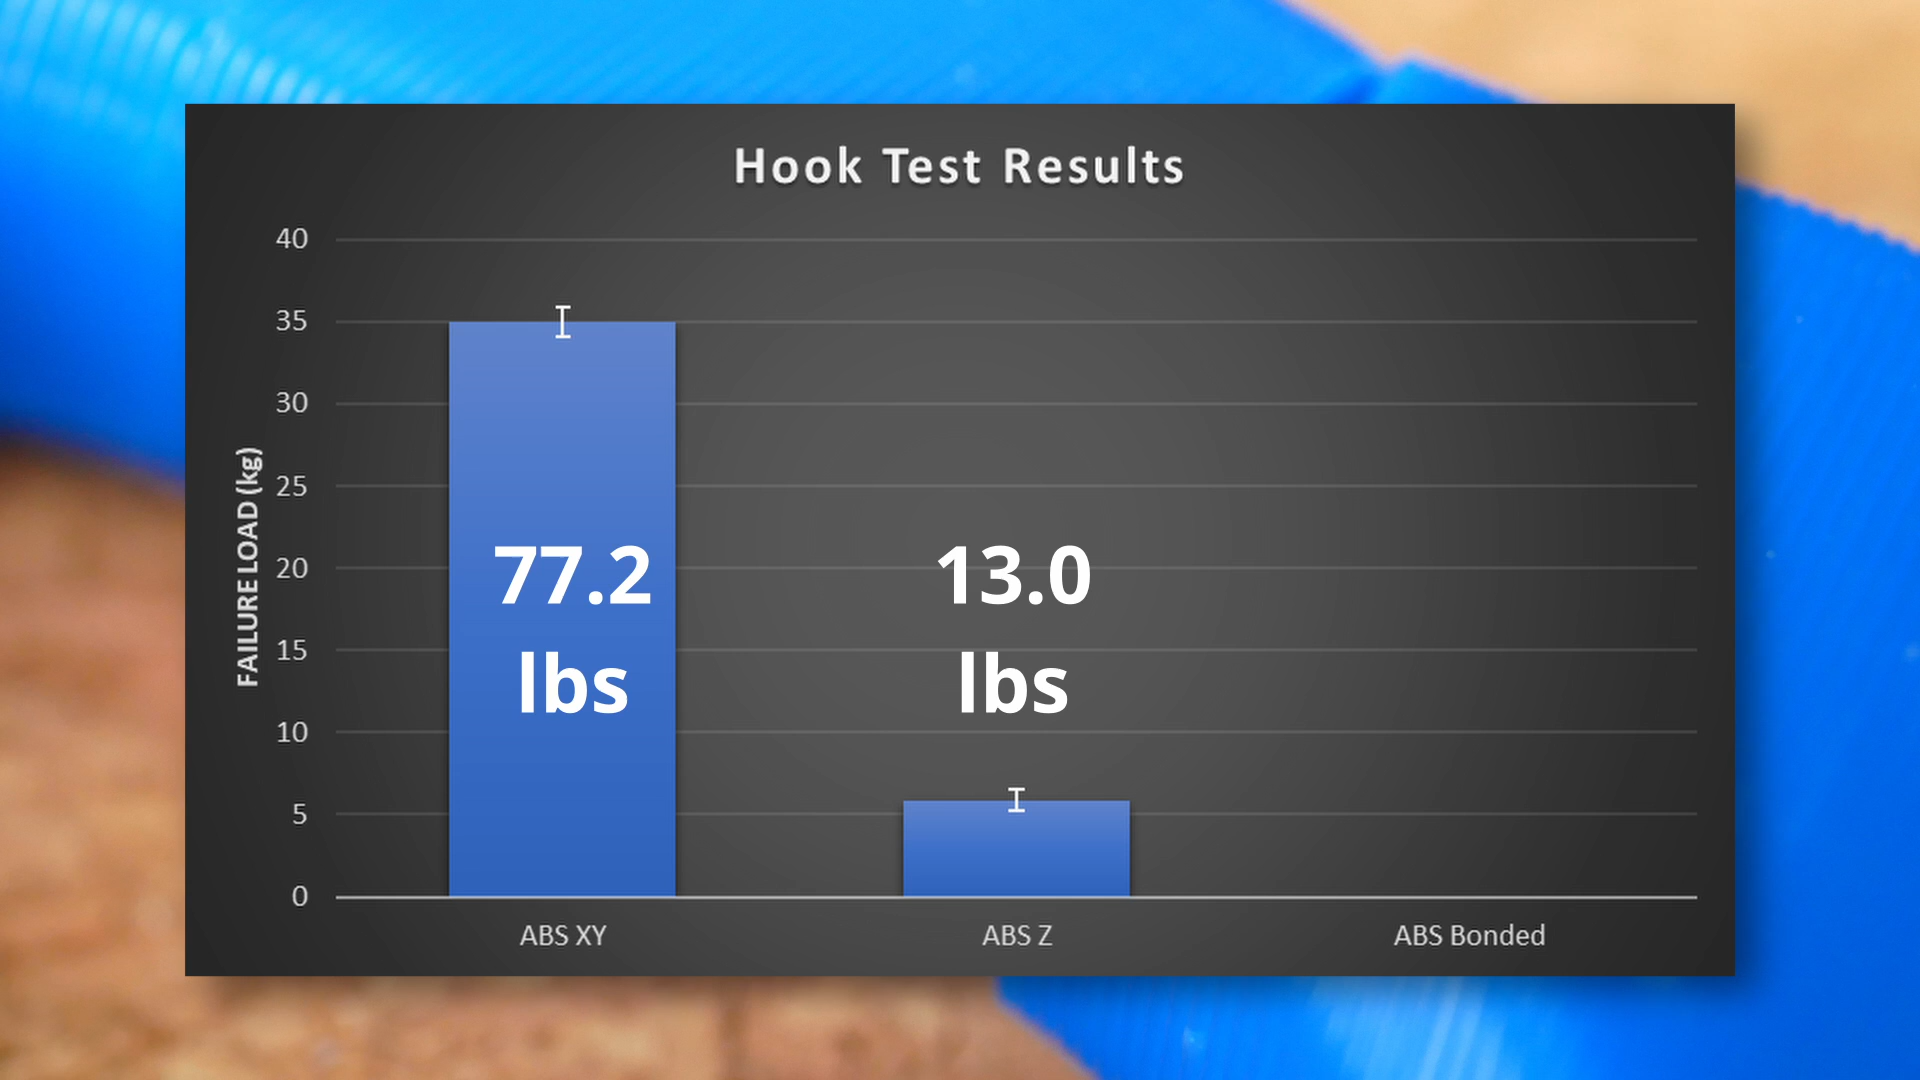 Hook Test Results
FAILURE LOAD (kg)
40
35
30
25
20
15
10
5
0
77.2
lbs
13.0
lbs
ABS XY
ABS Z
ABS Bonded